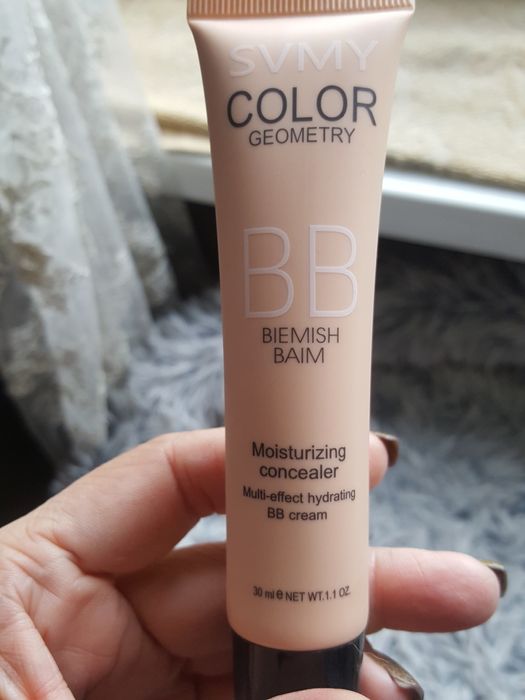 SVMY
COLOR
GEOMETRY
BB
BIEMISH
BAIM
Moisturizing
concealer
Multi-effect hydrating
BB cream
30 ml e NET WT.1.1 OZ.